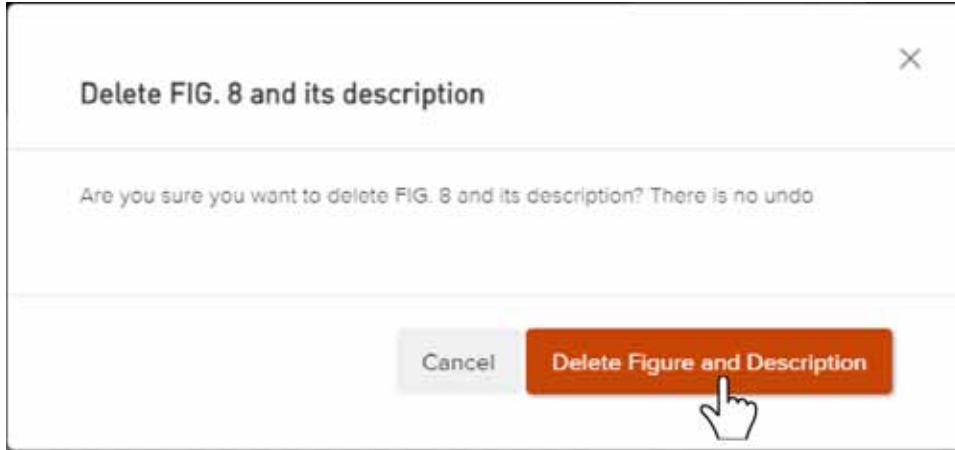 Delete FIG. 8 and its description
Are you sure you want to delete FIG. 8 and its description? There is no undo
Cancel
Delete Figure and Description